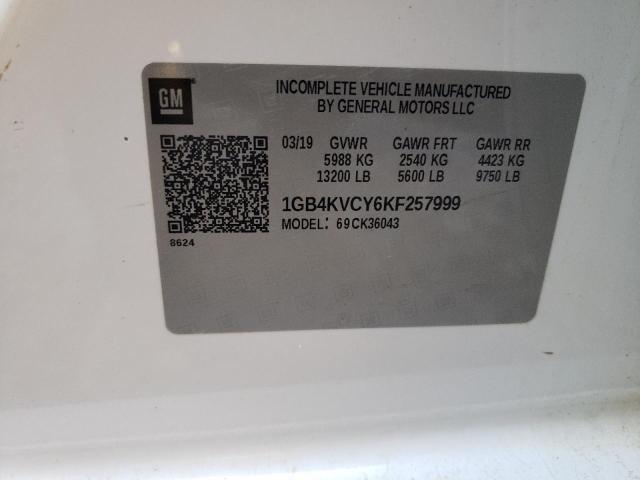 GM
INCOMPLETE VEHICLE MANUFACTURED
BY GENERAL MOTORS LLC
03/19 GVWR GAWR FRT GAWR RR
5988 KG 2540 KG 4423 KG
13200 LB 5600 LB 9750 LB
1GB4KVCY6KF257999
MODEL: 69CK36043
8624